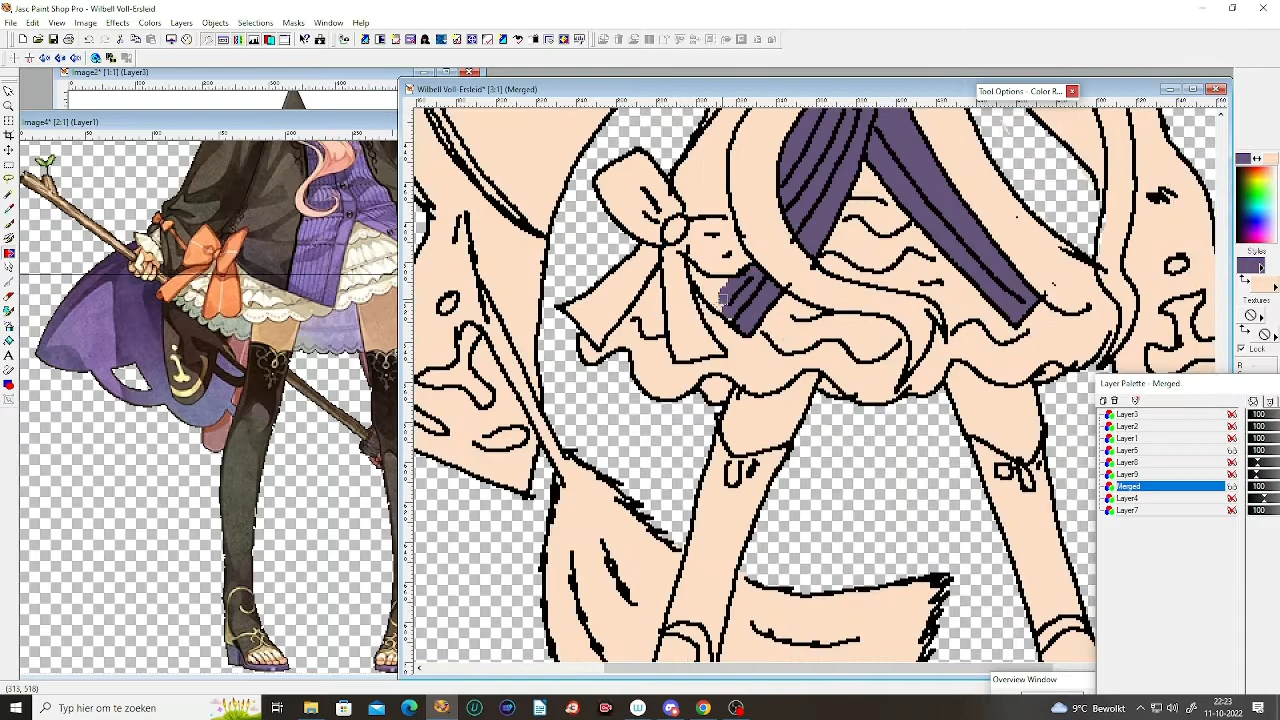 Jasc Paint Shop Pro - Wilbell Voll-Ersleid
File Edit View Image Effects Colors Layers Objects Selections Masks Window Help
Image2* [1:1] (Layer3)
Wilbell Voll-Ersleid* [3:1] (Merged)
Tool Options - Color R...
Image4* [2:1] (Layer1)
Styles
Textures
Lock
Layer Palette - Merged
Layer3 100
Layer2 100
Layer1 100
Layer5 100
Layer8 100
Layer9 100
Merged 100
Layer4 100
Layer7 100
Overview Window
(313, 518)
Typ hier om te zoeken
9°C Bewolkt
22:23
11-10-2022